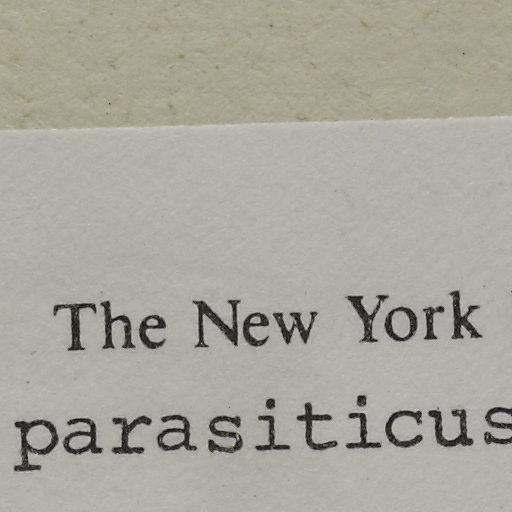 The New York
parasiticus